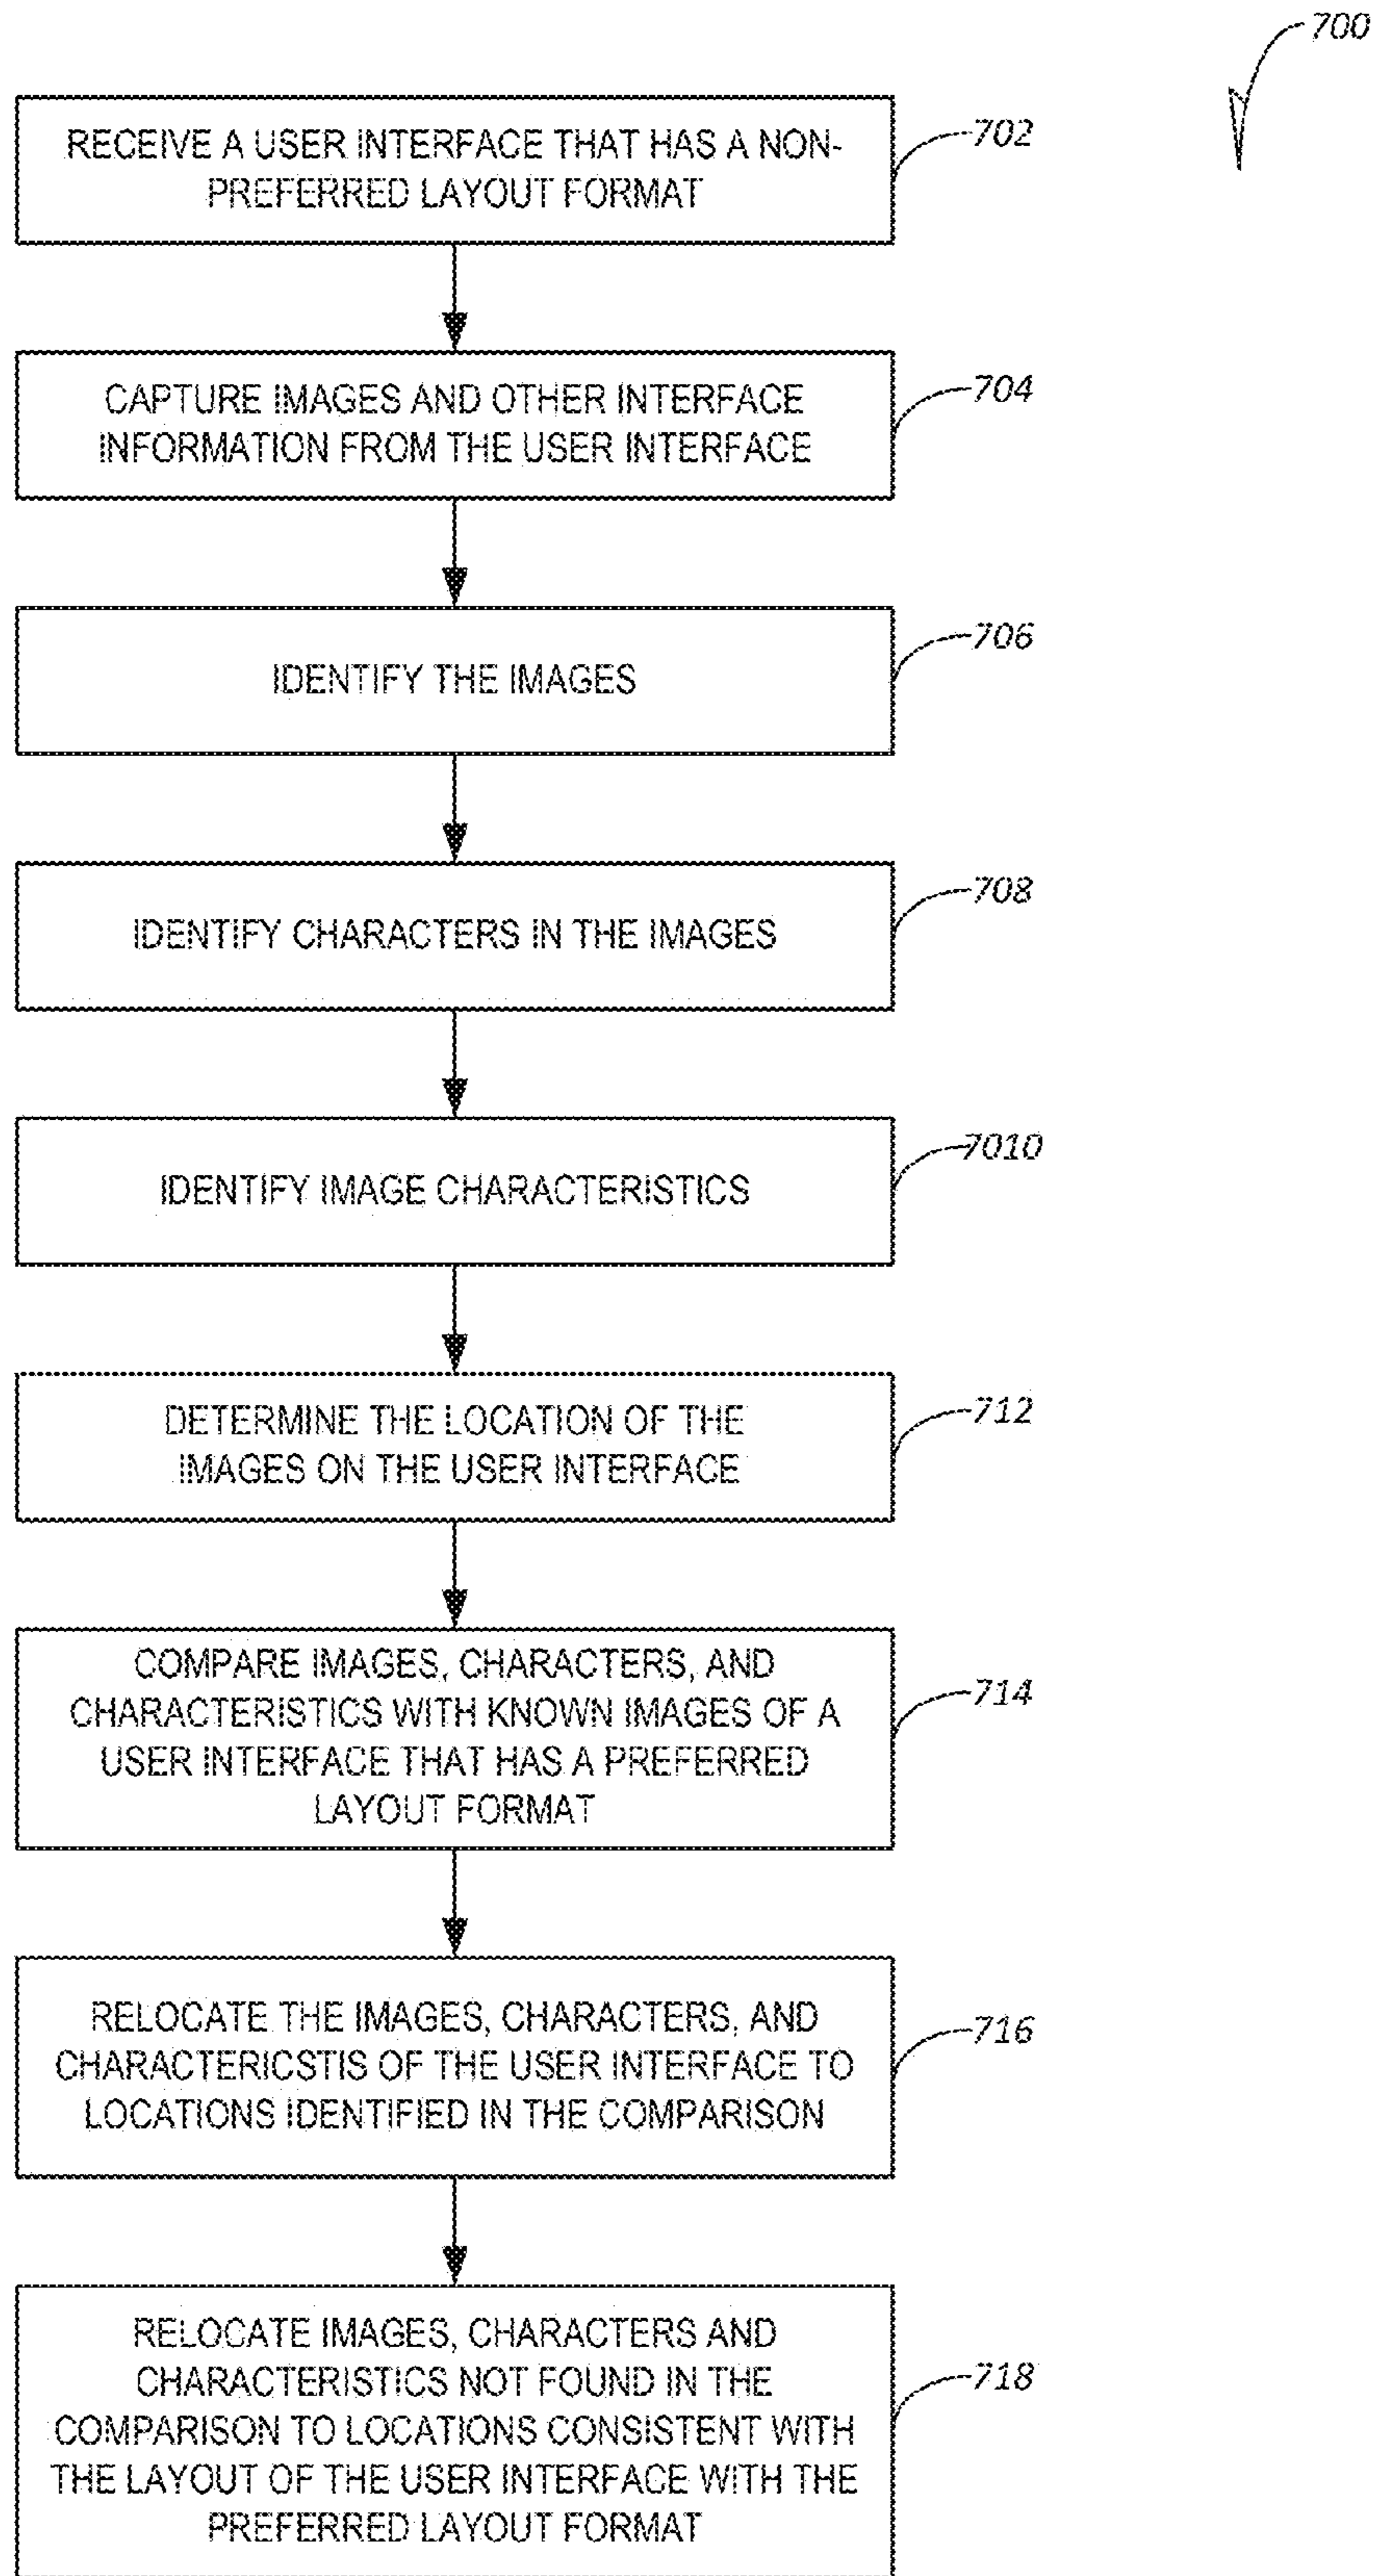 700
RECEIVE A USER INTERFACE THAT HAS A NON-
PREFERRED LAYOUT FORMAT
702
CAPTURE IMAGES AND OTHER INTERFACE
INFORMATION FROM THE USER INTERFACE
704
IDENTIFY THE IMAGES
706
IDENTIFY CHARACTERS IN THE IMAGES
708
IDENTIFY IMAGE CHARACTERISTICS
7010
DETERMINE THE LOCATION OF THE
IMAGES ON THE USER INTERFACE
712
COMPARE IMAGES, CHARACTERS, AND
CHARACTERISTICS WITH KNOWN IMAGES OF A
USER INTERFACE THAT HAS A PREFERRED
LAYOUT FORMAT
714
RELOCATE THE IMAGES, CHARACTERS, AND
CHARACTERICSTIS OF THE USER INTERFACE TO
LOCATIONS IDENTIFIED IN THE COMPARISON
716
RELOCATE IMAGES, CHARACTERS AND
CHARACTERISTICS NOT FOUND IN THE
COMPARISON TO LOCATIONS CONSISTENT WITH
THE LAYOUT OF THE USER INTERFACE WITH THE
PREFERRED LAYOUT FORMAT
718